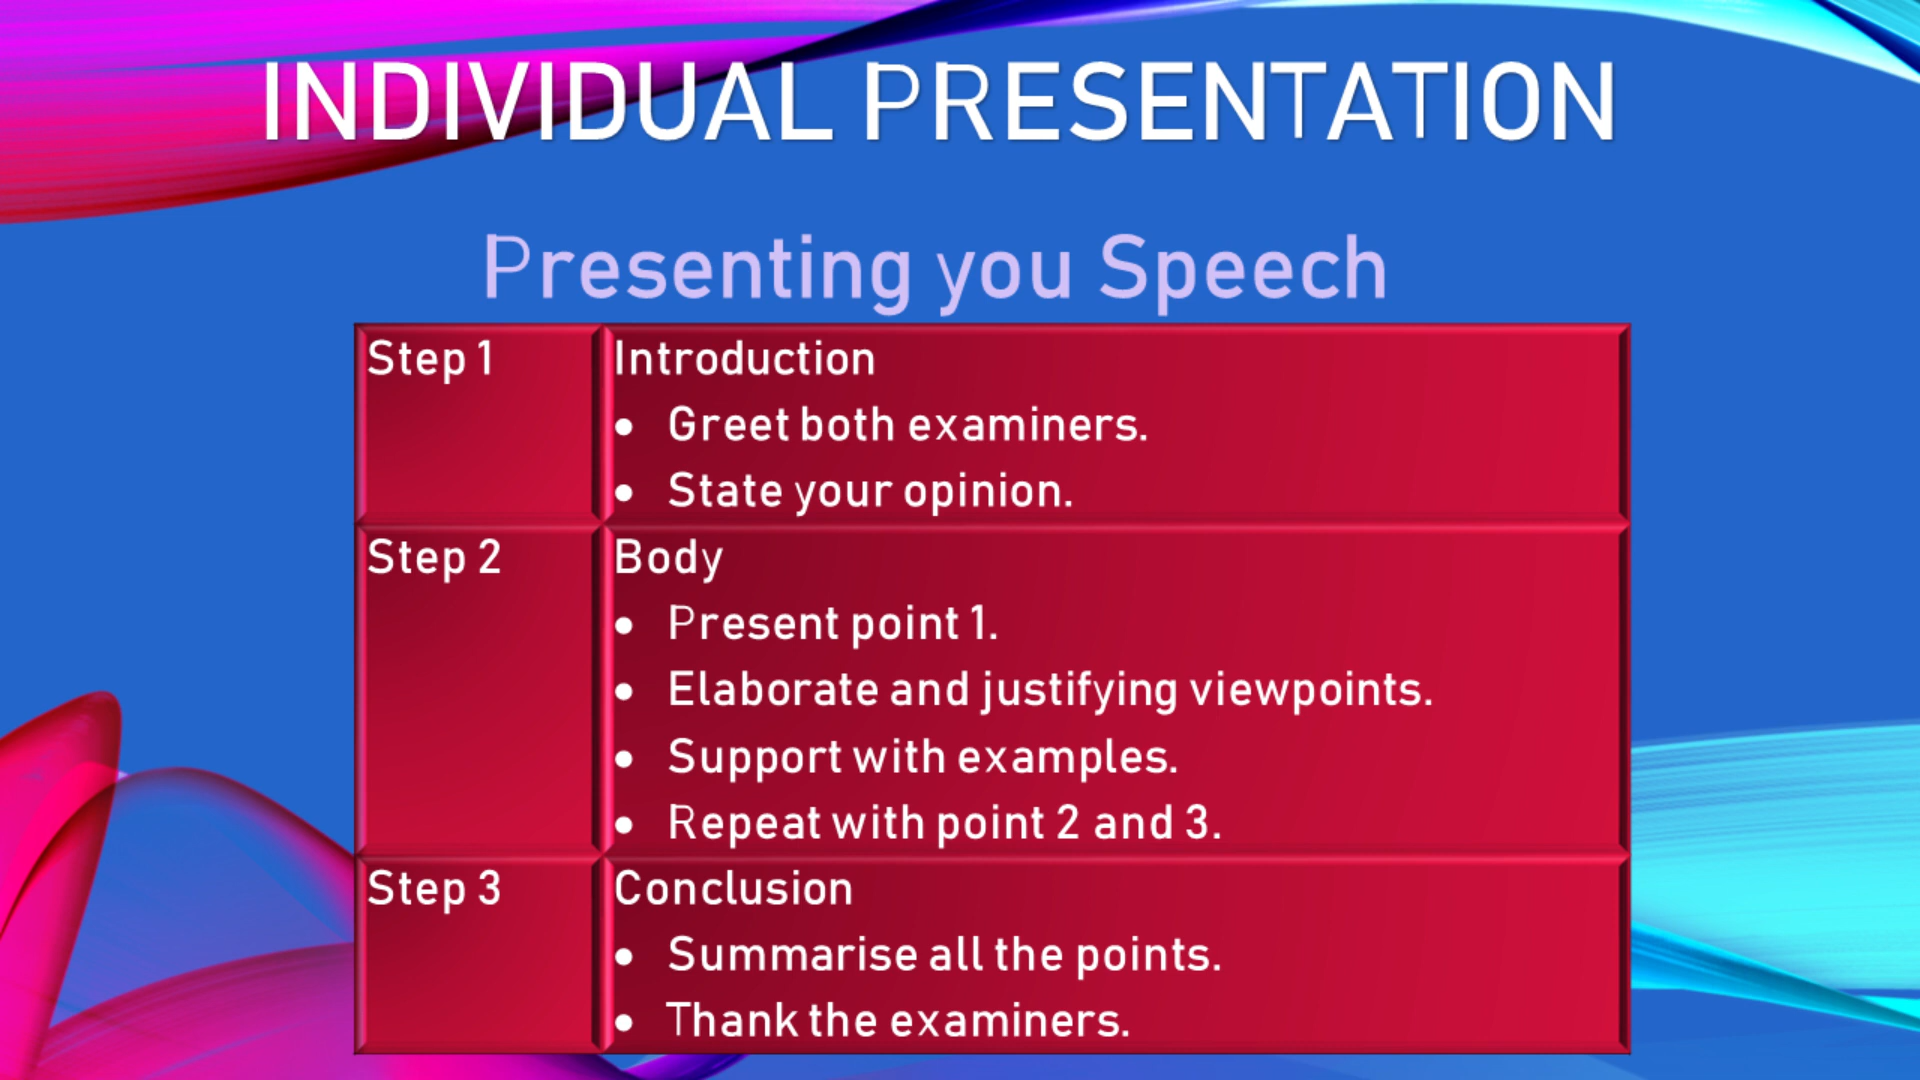 INDIVIDUAL PRESENTATION
Presenting you Speech
Step 1
Introduction
• Greet both examiners.
• State your opinion.
Step 2
Body
• Present point 1.
• Elaborate and justifying viewpoints.
• Support with examples.
• Repeat with point 2 and 3.
Step 3
Conclusion
• Summarise all the points.
• Thank the examiners.